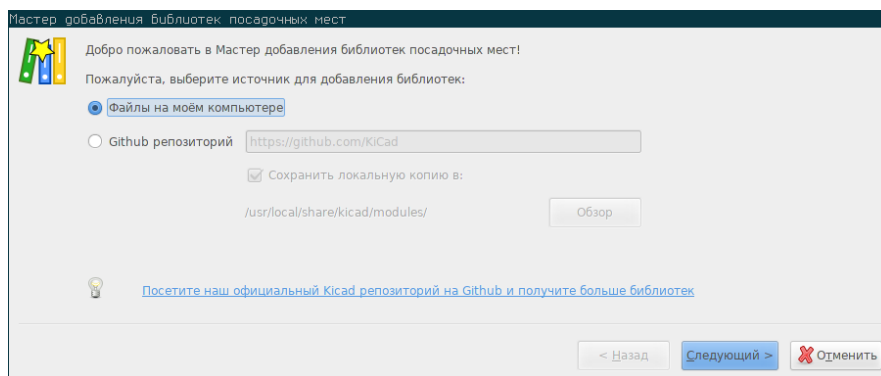 Мастер добавления библиотек посадочных мест
Добро пожаловать в Мастер добавления библиотек посадочных мест!
Пожалуйста, выберите источник для добавления библиотек:
Файлы на моём компьютере
Github репозиторий https://github.com/KiCad
Сохранить локальную копию в:
/usr/local/share/kicad/modules/ Обзор
Посетите наш официальный Kicad репозиторий на Github и получите больше библиотек
< Назад Следующий > Отменить